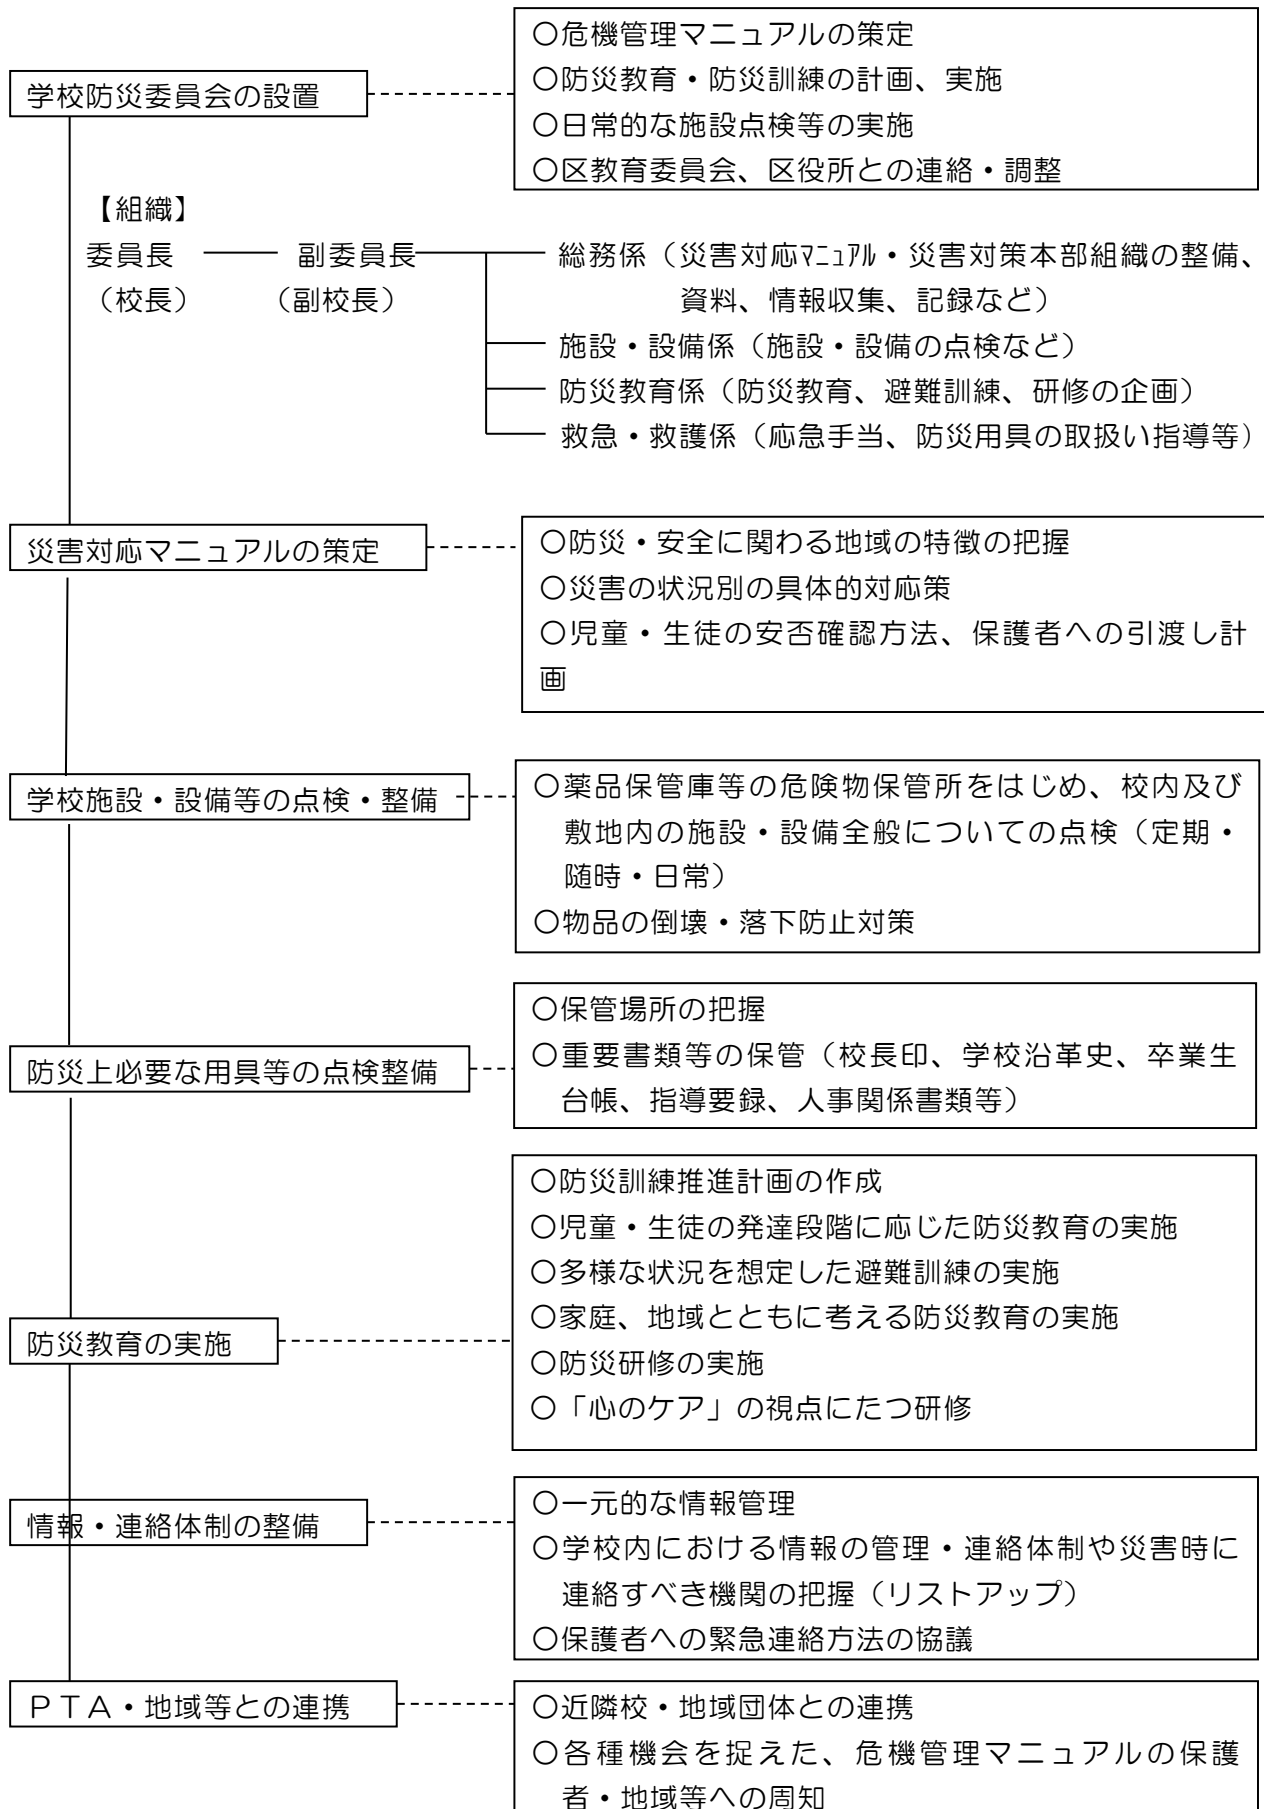 学校防災委員会の設置
〇危機管理マニュアルの策定
〇防災教育・防災訓練の計画、実施
〇日常的な施設点検等の実施
〇区教育委員会、区役所との連絡・調整
【組織】
委員長 副委員長 総務係（災害対応ﾏﾆｭｱﾙ・災害対策本部組織の整備、
（校長） （副校長） 資料、情報収集、記録など）
施設・設備係（施設・設備の点検など）
防災教育係（防災教育、避難訓練、研修の企画）
救急・救護係（応急手当、防災用具の取扱い指導等）
災害対応マニュアルの策定
〇防災・安全に関わる地域の特徴の把握
〇災害の状況別の具体的対応策
〇児童・生徒の安否確認方法、保護者への引渡し計
画
学校施設・設備等の点検・整備
〇薬品保管庫等の危険物保管所をはじめ、校内及び
敷地内の施設・設備全般についての点検（定期・
随時・日常）
〇物品の倒壊・落下防止対策
防災上必要な用具等の点検整備
〇保管場所の把握
〇重要書類等の保管（校長印、学校沿革史、卒業生
台帳、指導要録、人事関係書類等）
防災教育の実施
〇防災訓練推進計画の作成
〇児童・生徒の発達段階に応じた防災教育の実施
〇多様な状況を想定した避難訓練の実施
〇家庭、地域とともに考える防災教育の実施
〇防災研修の実施
〇「心のケア」の視点にたつ研修
情報・連絡体制の整備
〇一元的な情報管理
〇学校内における情報の管理・連絡体制や災害時に
連絡すべき機関の把握（リストアップ）
〇保護者への緊急連絡方法の協議
ＰＴＡ・地域等との連携
〇近隣校・地域団体との連携
〇各種機会を捉えた、危機管理マニュアルの保護
者・地域等への周知